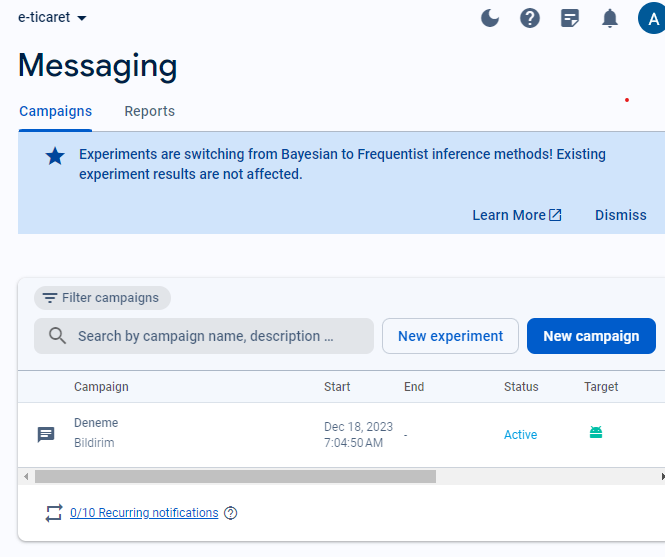 e-ticaret
A
Messaging
Campaigns Reports
Experiments are switching from Bayesian to Frequentist inference methods! Existing
experiment results are not affected.
Learn More Dismiss
Filter campaigns
Search by campaign name, description ...
New experiment
New campaign
Campaign Start End Status Target
Deneme
Bildirim
Dec 18, 2023
7:04:50 AM
-
Active
0/10 Recurring notifications